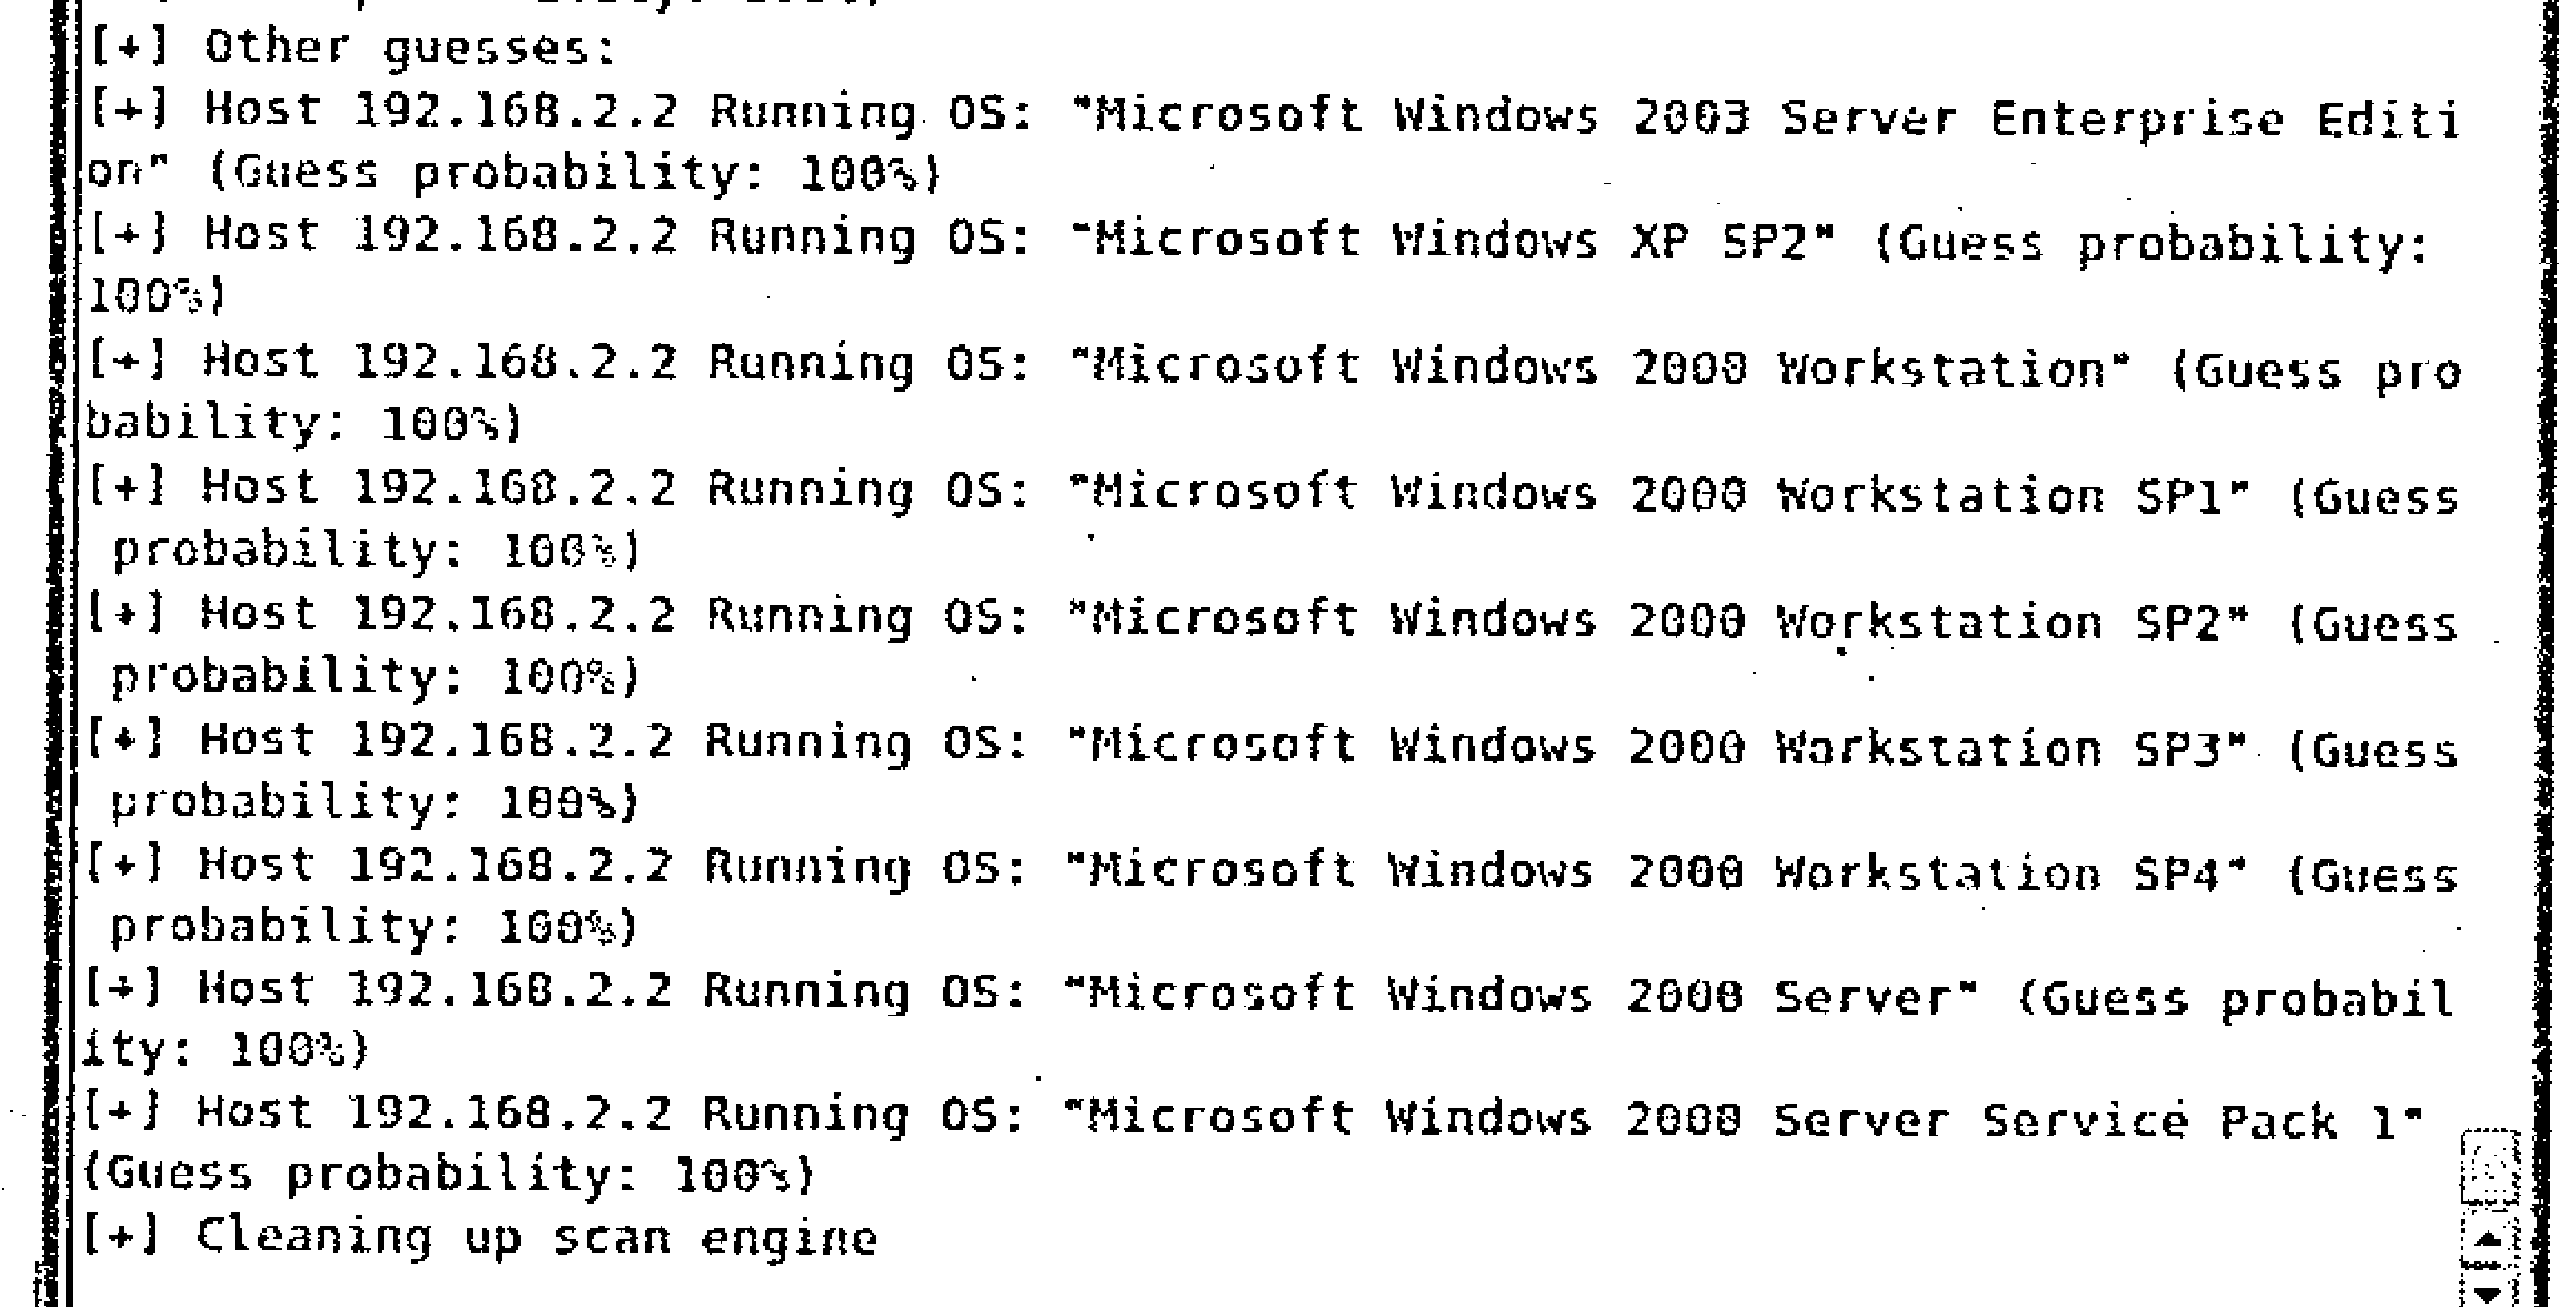 [+] Other guesses:
[+] Host 192.168.2.2 Running OS: "Microsoft Windows 2003 Server Enterprise Editi
on" (Guess probability: 100%)
[+] Host 192.168.2.2 Running OS: "Microsoft Windows XP SP2" (Guess probability:
100%)
[+] Host 192.168.2.2 Running OS: "Microsoft Windows 2000 Workstation" (Guess pro
bability: 100%)
[+] Host 192.168.2.2 Running OS: "Microsoft Windows 2000 Workstation SP1" (Guess
 probability: 100%)
[+] Host 192.168.2.2 Running OS: "Microsoft Windows 2000 Workstation SP2" (Guess
 probability: 100%)
[+] Host 192.168.2.2 Running OS: "Microsoft Windows 2000 Workstation SP3" (Guess
 probability: 100%)
[+] Host 192.168.2.2 Running OS: "Microsoft Windows 2000 Workstation SP4" (Guess
 probability: 100%)
[+] Host 192.168.2.2 Running OS: "Microsoft Windows 2000 Server" (Guess probabil
ity: 100%)
[+] Host 192.168.2.2 Running OS: "Microsoft Windows 2000 Server Service Pack 1"
(Guess probability: 100%)
[+] Cleaning up scan engine